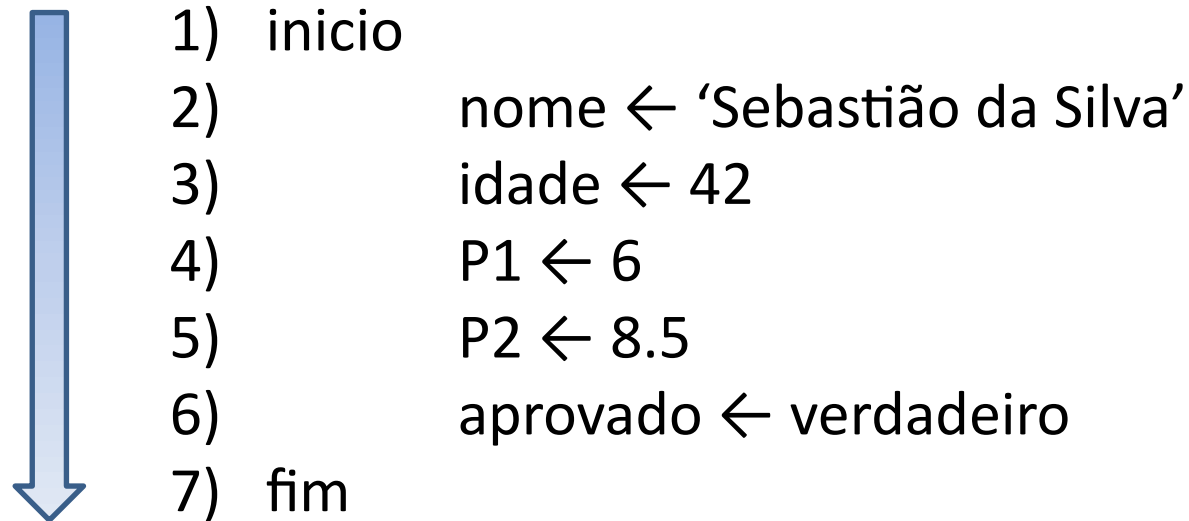 1) inicio
2) nome ← ‘Sebastião da Silva’
3) idade ← 42
4) P1 ← 6
5) P2 ← 8.5
6) aprovado ← verdadeiro
7) fim